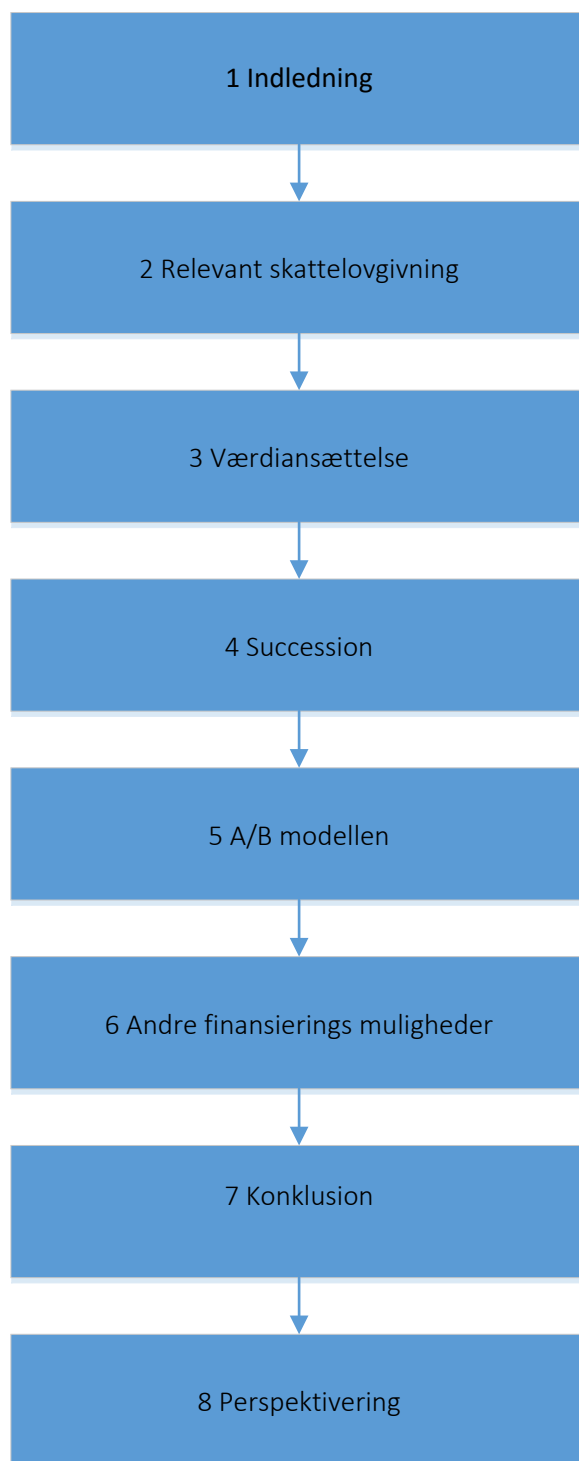 1 Indledning
2 Relevant skattelovgivning
3 Værdiansættelse
4 Succession
5 A/B modellen
6 Andre finansierings muligheder
7 Konklusion
8 Perspektivering